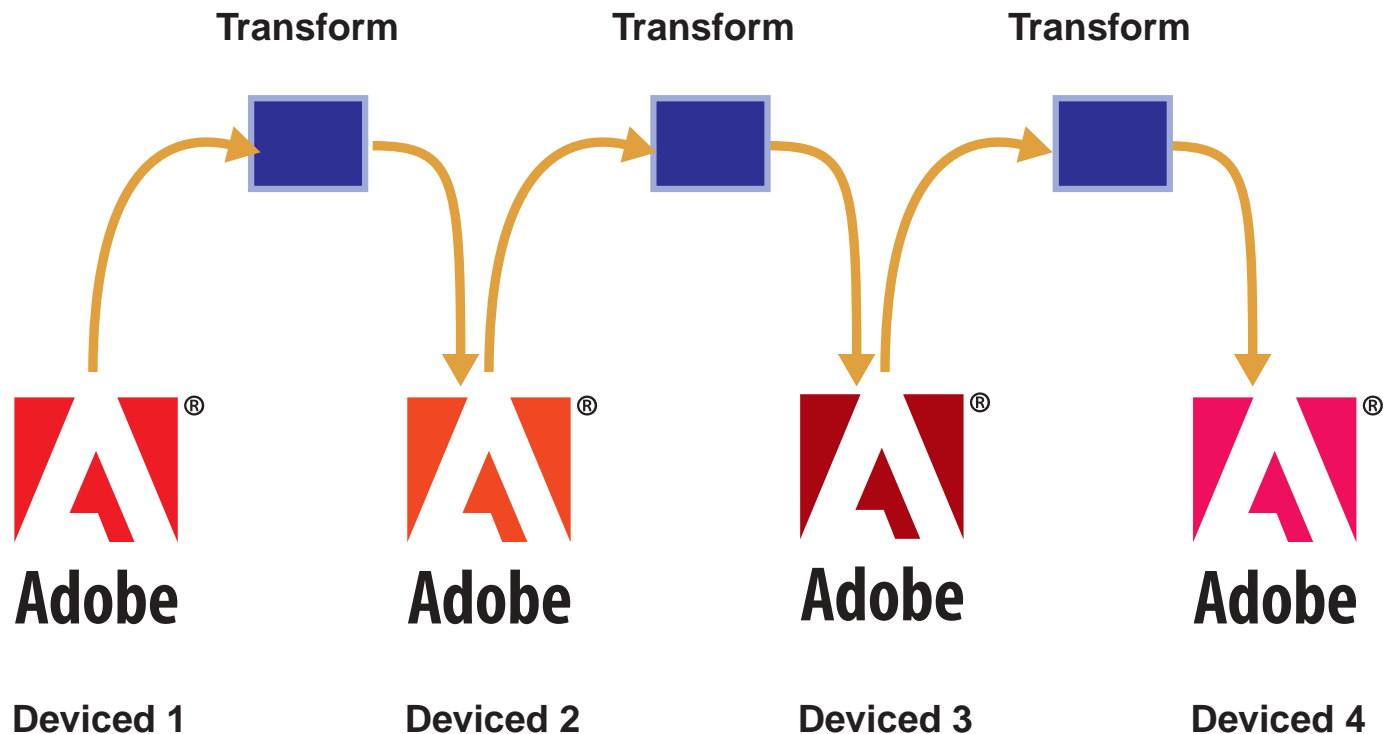 Transform Transform Transform
® ® ® ®
Adobe Adobe Adobe Adobe
Deviced 1 Deviced 2 Deviced 3 Deviced 4